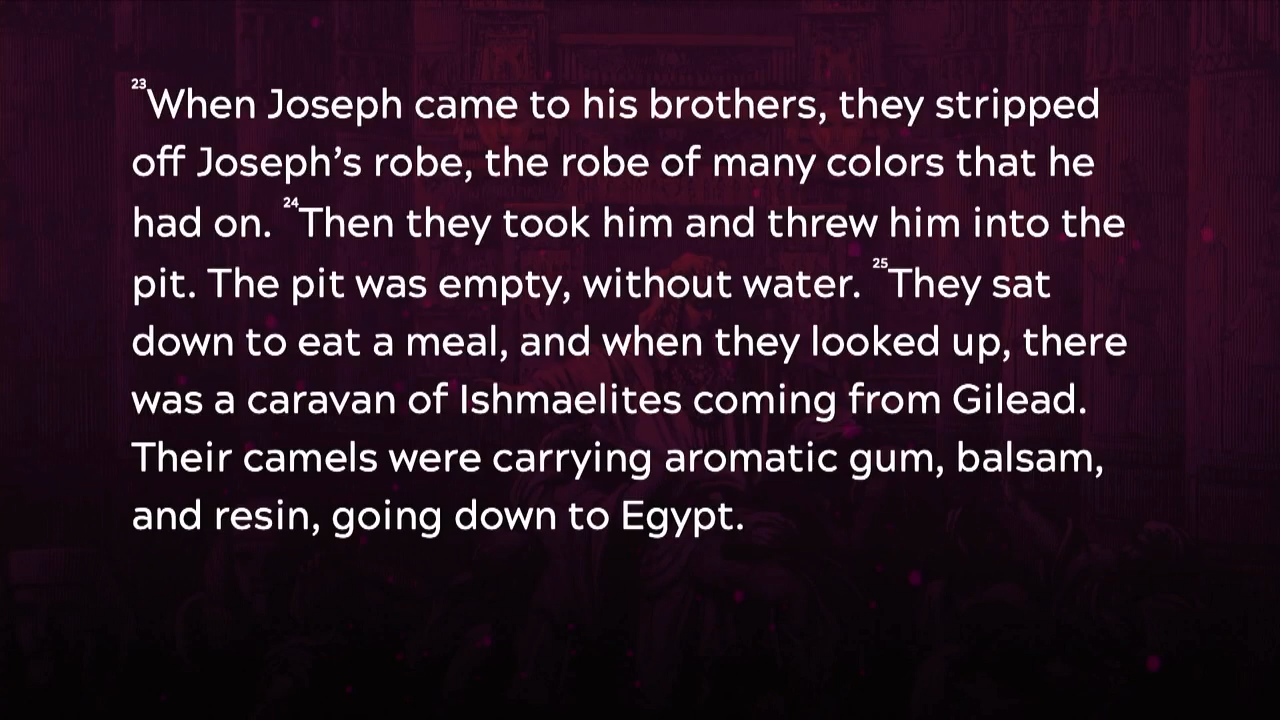 23When Joseph came to his brothers, they stripped
off Joseph’s robe, the robe of many colors that he
had on. 24Then they took him and threw him into the
pit. The pit was empty, without water. 25They sat
down to eat a meal, and when they looked up, there
was a caravan of Ishmaelites coming from Gilead.
Their camels were carrying aromatic gum, balsam,
and resin, going down to Egypt.